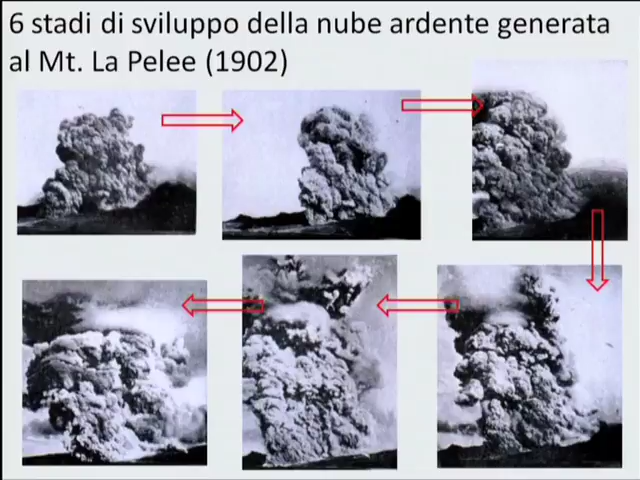 6 stadi di sviluppo della nube ardente generata
al Mt. La Pelee (1902)